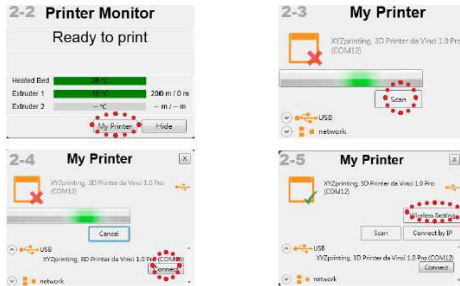 2-2 Printer Monitor
Ready to print
Heated Bed 28 °C
Extruder 1 30 °C 200 m / 0 m
Extruder 2 -- °C -- m / -- m
My Printer Hide
2-3 My Printer
XYZprinting, 3D Printer da Vinci 1.0 Pro
(COM12)
Scan
USB
network
2-4 My Printer
XYZprinting, 3D Printer da Vinci 1.0 Pro
(COM12)
Cancel
USB
XYZprinting, 3D Printer da Vinci 1.0 Pro
Connect
network
2-5 My Printer
XYZprinting, 3D Printer da Vinci 1.0 Pro
(COM12)
Wireless Setting
Scan Connect by IP
USB
XYZprinting, 3D Printer da Vinci 1.0 Pro (COM12)
Connect
network